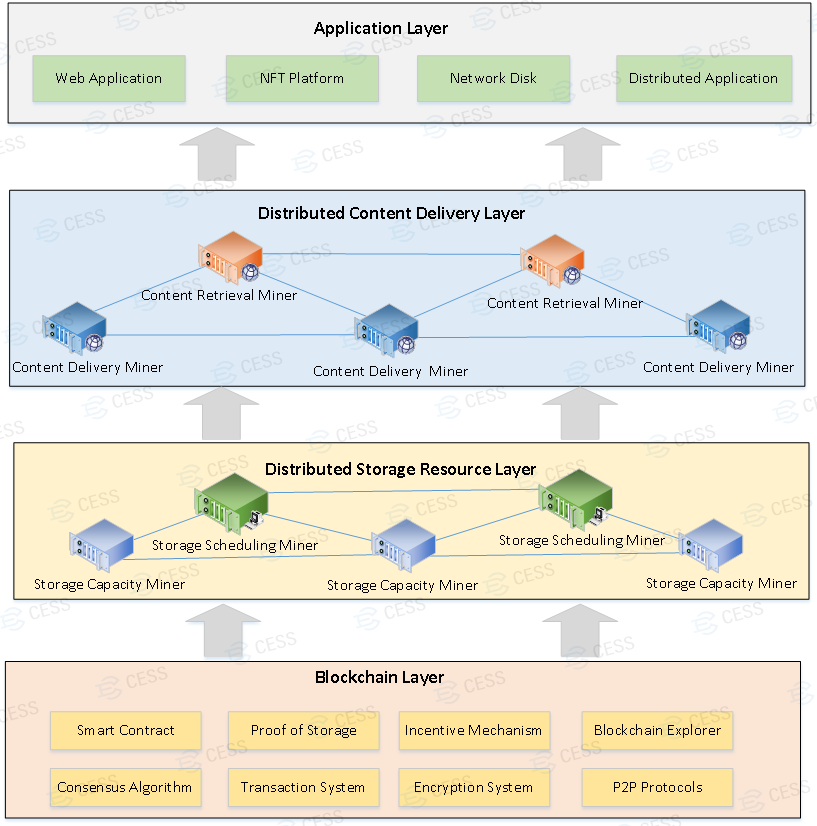 Application Layer
Web Application
NFT Platform
Network Disk
Distributed Application
Distributed Content Delivery Layer
Content Retrieval Miner
Content Retrieval Miner
Content Delivery Miner
Content Delivery Miner
Content Delivery Miner
Distributed Storage Resource Layer
Storage Scheduling Miner
Storage Scheduling Miner
Storage Capacity Miner
Storage Capacity Miner
Storage Capacity Miner
Blockchain Layer
Smart Contract
Proof of Storage
Incentive Mechanism
Blockchain Explorer
Consensus Algorithm
Transaction System
Encryption System
P2P Protocols
CESS